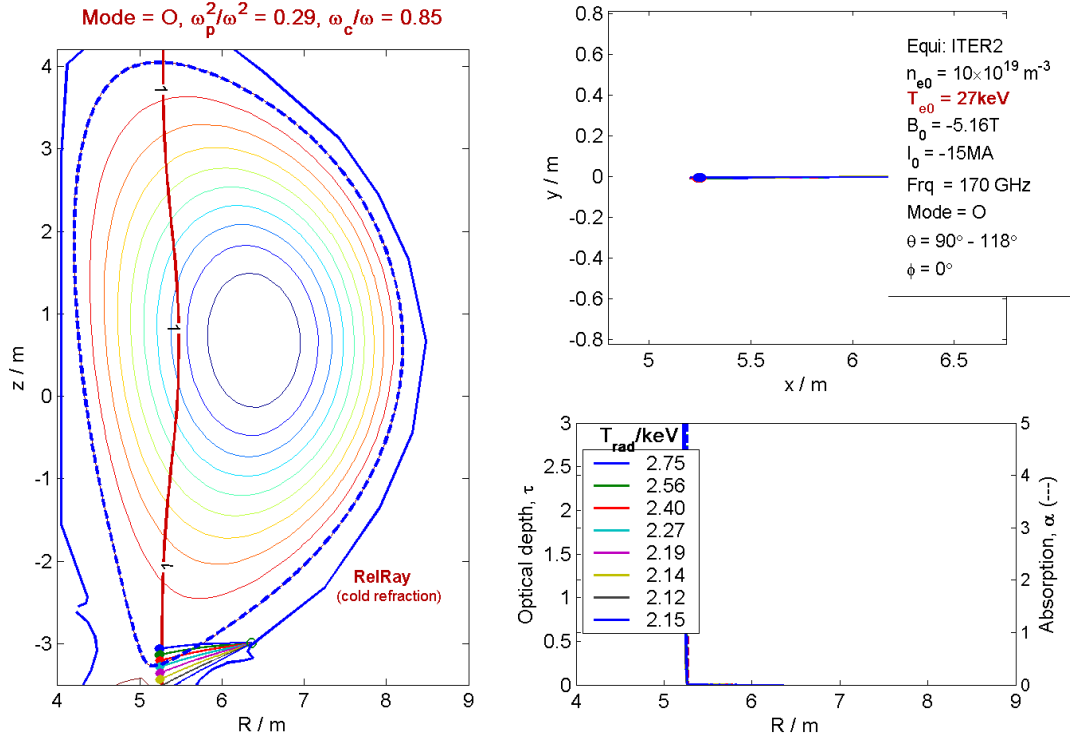 Mode = O, ω_p^2/ω^2 = 0.29, ω_c/ω = 0.85
4
3
2
1
0
-1
-2
-3
z / m
4
5
6
7
8
9
R / m
1
1
1
RelRay
(cold refraction)
0.8
0.6
0.4
0.2
0
-0.2
-0.4
-0.6
-0.8
y / m
5
5.5
6
6.5
x / m
Equi: ITER2
n_e0 = 10×10^19 m^-3
T_e0 = 27keV
B_0 = -5.16T
I_0 = -15MA
Frq = 170 GHz
Mode = O
θ = 90° - 118°
ϕ = 0°
3
2.5
2
1.5
1
0.5
0
Optical depth, τ
T_rad/keV
2.75
2.56
2.40
2.27
2.19
2.14
2.12
2.15
5
4
3
2
1
0
Absorption, α (---)
4
5
6
7
8
9
R / m